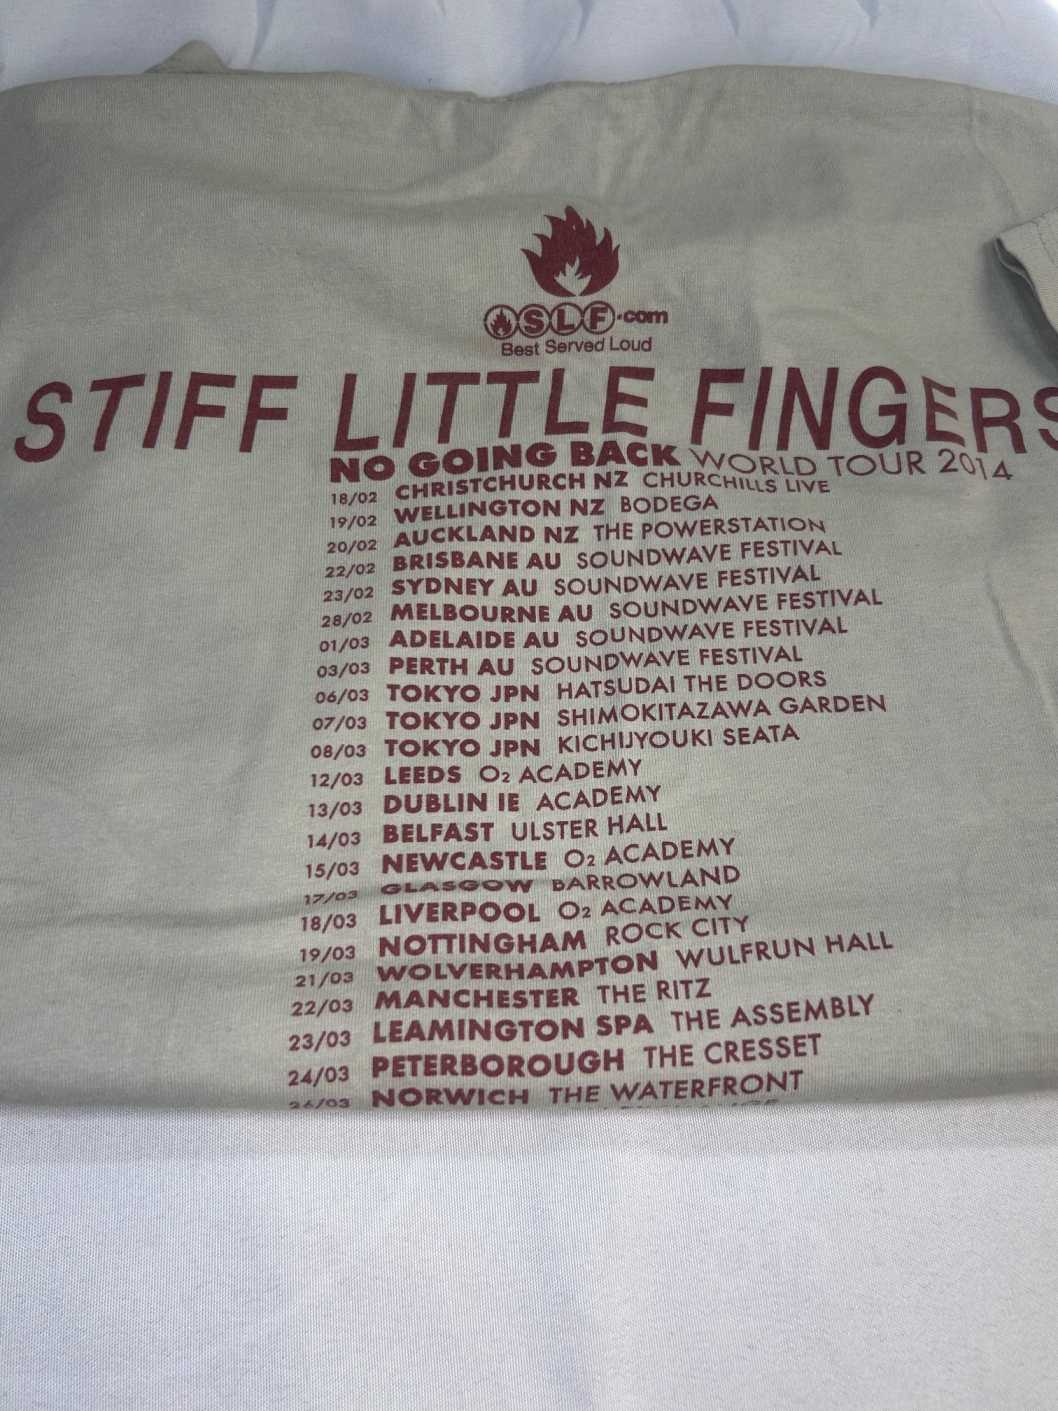 SLF.com
Best Served Loud
STIFF LITTLE FINGERS
NO GOING BACK WORLD TOUR 2014
18/02 CHRISTCHURCH NZ CHURCHILLS LIVE
19/02 WELLINGTON NZ BODEGA
20/02 AUCKLAND NZ THE POWERSTATION
22/02 BRISBANE AU SOUNDWAVE FESTIVAL
23/02 SYDNEY AU SOUNDWAVE FESTIVAL
28/02 MELBOURNE AU SOUNDWAVE FESTIVAL
01/03 ADELAIDE AU SOUNDWAVE FESTIVAL
03/03 PERTH AU SOUNDWAVE FESTIVAL
06/03 TOKYO JPN HATSUDAI THE DOORS
07/03 TOKYO JPN SHIMOKITAZAWA GARDEN
08/03 TOKYO JPN KICHIJYOUKI SEATA
12/03 LEEDS O2 ACADEMY
13/03 DUBLIN IE ACADEMY
14/03 BELFAST ULSTER HALL
15/03 NEWCASTLE O2 ACADEMY
17/03 GLASGOW BARROWLAND
18/03 LIVERPOOL O2 ACADEMY
19/03 NOTTINGHAM ROCK CITY
21/03 WOLVERHAMPTON WULFRUN HALL
22/03 MANCHESTER THE RITZ
23/03 LEAMINGTON SPA THE ASSEMBLY
24/03 PETERBOROUGH THE CRESSET
26/03 NORWICH THE WATERFRONT